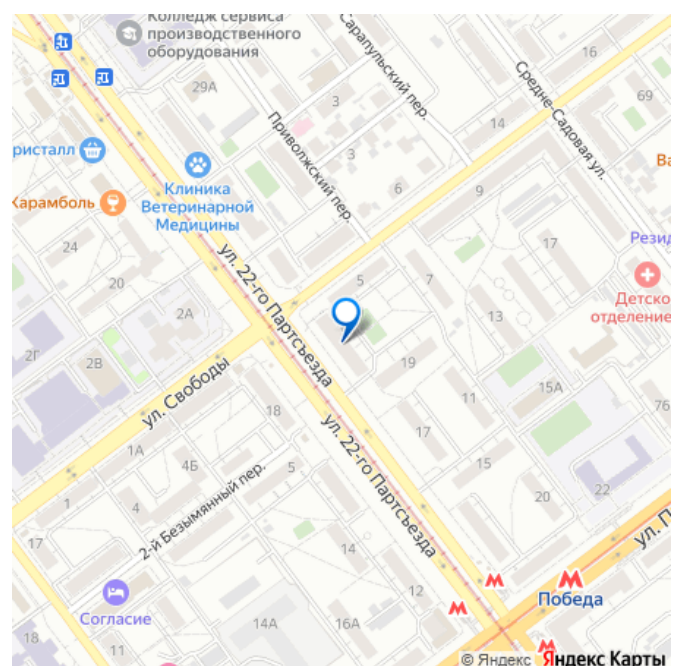 Колледж сервиса
производственного
оборудования
Сарапульский пер.
Средне-Садовая ул.
29А
3
16
69
14
Приволжский пер.
ристалл
3
Ва
Клиника
Ветеринарной
Медицины
6
9
Карамболь
24
17
Резид
ул. 22-го Партсъезда
20
5
7
Детско
отделение
2А
13
2Г
2В
19
15А
ул. Свободы
11
76
18
ул. 22-го Партсъезда
17
1А
4Б
5
15
1
4
20
22
2-й Безымянный пер.
17
14
ул. П
12
Победа
Согласие
14А
16А
18
11
© Яндекс Яндекс Карты